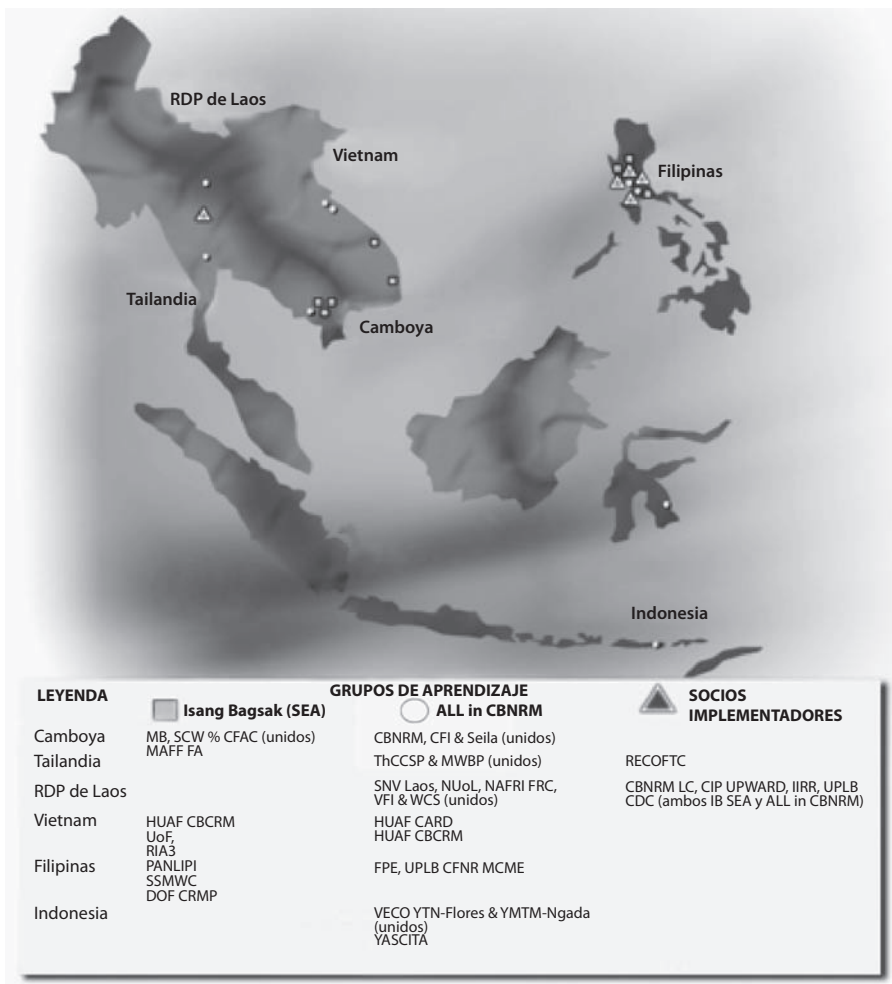 RDP de Laos
Vietnam
Filipinas
Tailandia
Camboya
Indonesia
LEYENDA
GRUPOS DE APRENDIZAJE
Isang Bagsak (SEA)
ALL in CBNRM
SOCIOS
IMPLEMENTADORES
Camboya
MB, SCW % CFAC (unidos)
MAFF FA
CBNRM, CFI & Seila (unidos)
Tailandia
ThCCSP & MWBP (unidos)
RECOFTC
RDP de Laos
SNV Laos, NUoL, NAFRI FRC,
VFI & WCS (unidos)
CBNRM LC, CIP UPWARD, IIRR, UPLB
CDC (ambos IB SEA y ALL in CBNRM)
Vietnam
HUAF CBCRM
UoF,
RIA3
HUAF CARD
HUAF CBCRM
Filipinas
PANLIPI
SSMWC
DOF CRMP
FPE, UPLB CFNR MCME
Indonesia
VECO YTN-Flores & YMTM-Ngada
(unidos)
YASCITA